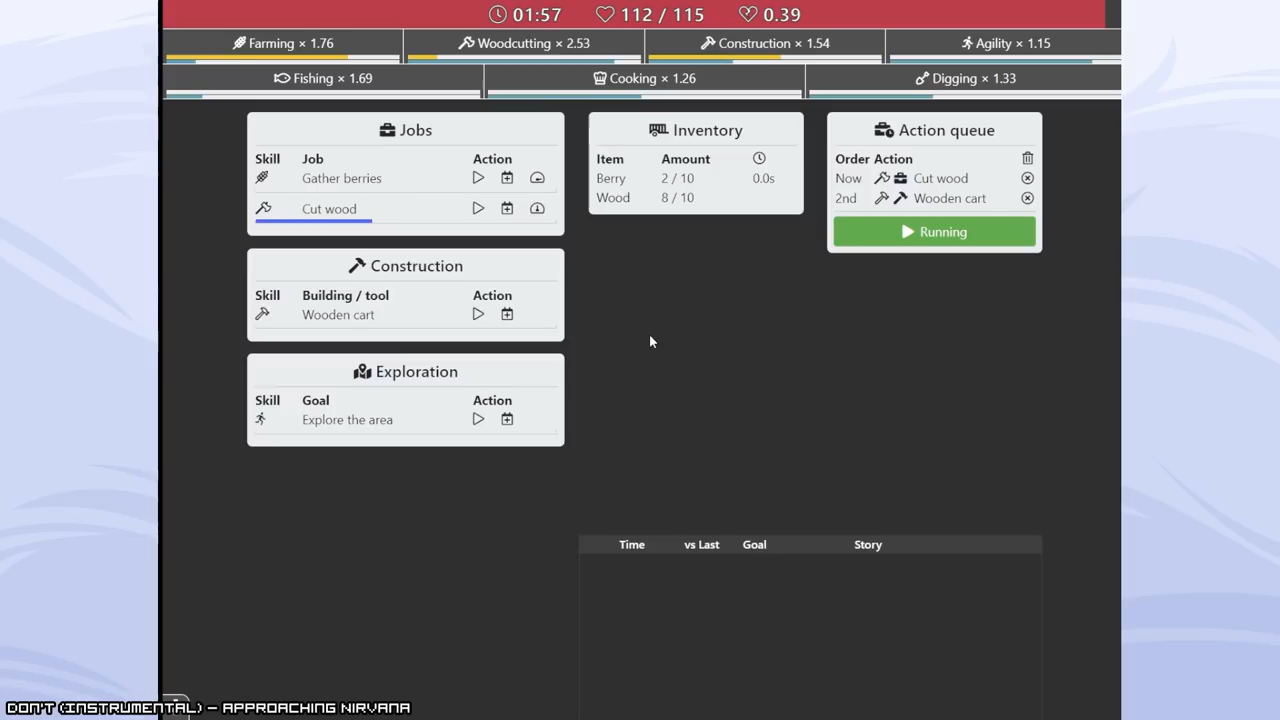 01:57 112 / 115 0.39
Farming × 1.76 Woodcutting × 2.53 Construction × 1.54 Agility × 1.15
Fishing × 1.69 Cooking × 1.26 Digging × 1.33
Jobs
Skill Job Action
Gather berries
Cut wood
Construction
Skill Building / tool Action
Wooden cart
Exploration
Skill Goal Action
Explore the area
Inventory
Item Amount
Berry 2 / 10 0.0s
Wood 8 / 10
Action queue
Order Action
Now Cut wood
2nd Wooden cart
Running
Time vs Last Goal Story
DON'T (INSTRUMENTAL) - APPROACHING NIRVANA